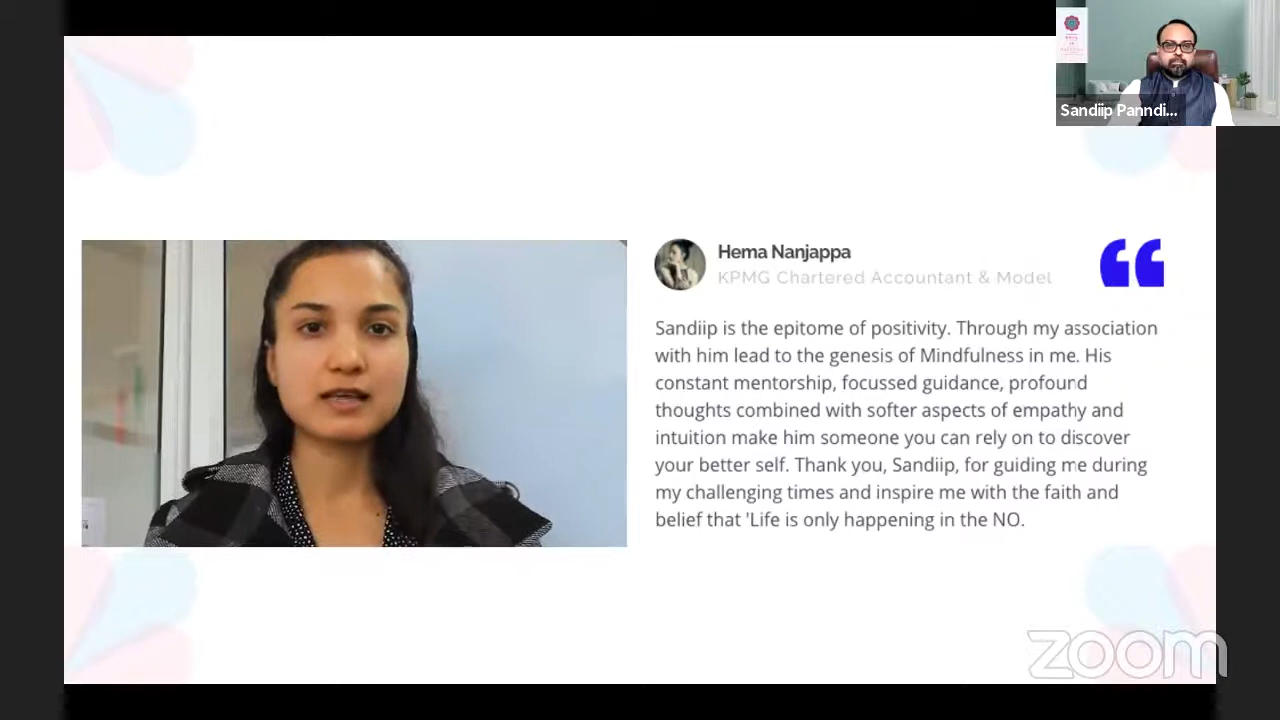 Sandiip Panndi...
Hema Nanjappa
KPMG Chartered Accountant & Model
Sandiip is the epitome of positivity. Through my association
with him lead to the genesis of Mindfulness in me. His
constant mentorship, focussed guidance, profound
thoughts combined with softer aspects of empathy and
intuition make him someone you can rely on to discover
your better self. Thank you, Sandiip, for guiding me during
my challenging times and inspire me with the faith and
belief that 'Life is only happening in the NO.
zoom